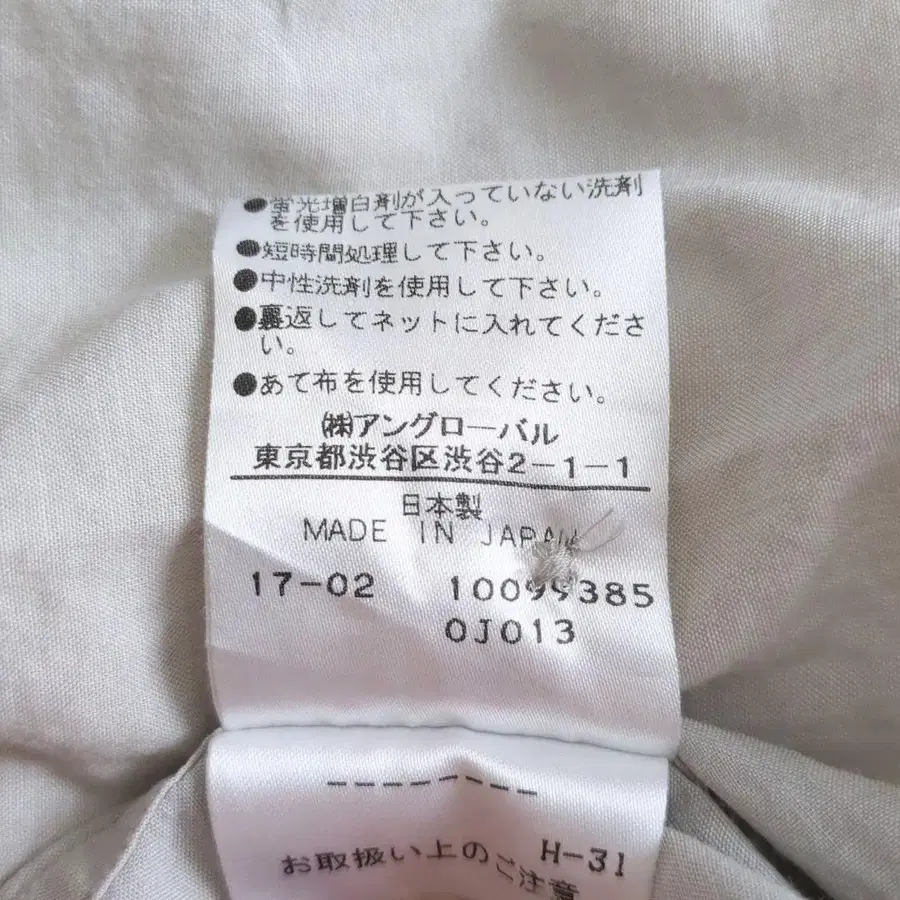 ●蛍光増白剤が入っていない洗剤
を使用して下さい。
●短時間処理して下さい。
●中性洗剤を使用して下さい。
●裏返してネットに入れてくださ
い。
●あて布を使用してください。
㈱アングローバル
東京都渋谷区渋谷2-1-1
日本製
MADE IN JAPAN
17-02 10099385
0J013
--------
H-31
お取扱い上のご注意